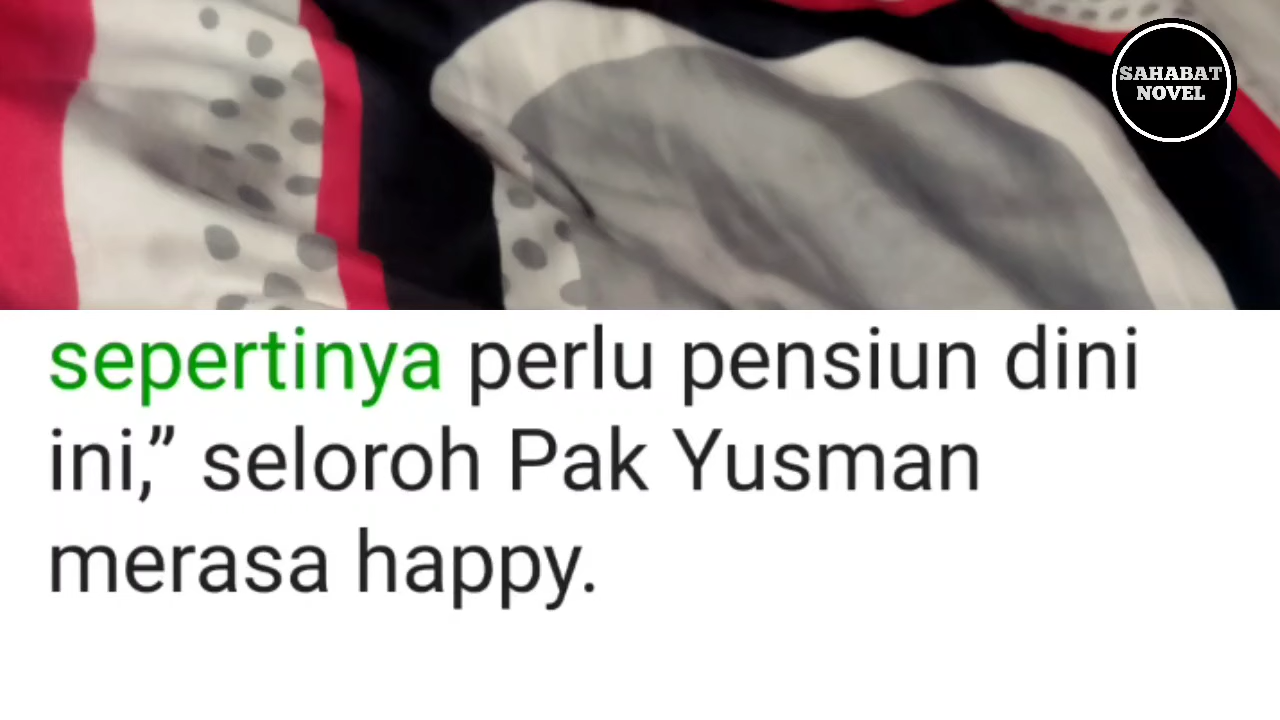 SAHABAT
NOVEL
sepertinya perlu pensiun dini
ini,” seloroh Pak Yusman
merasa happy.